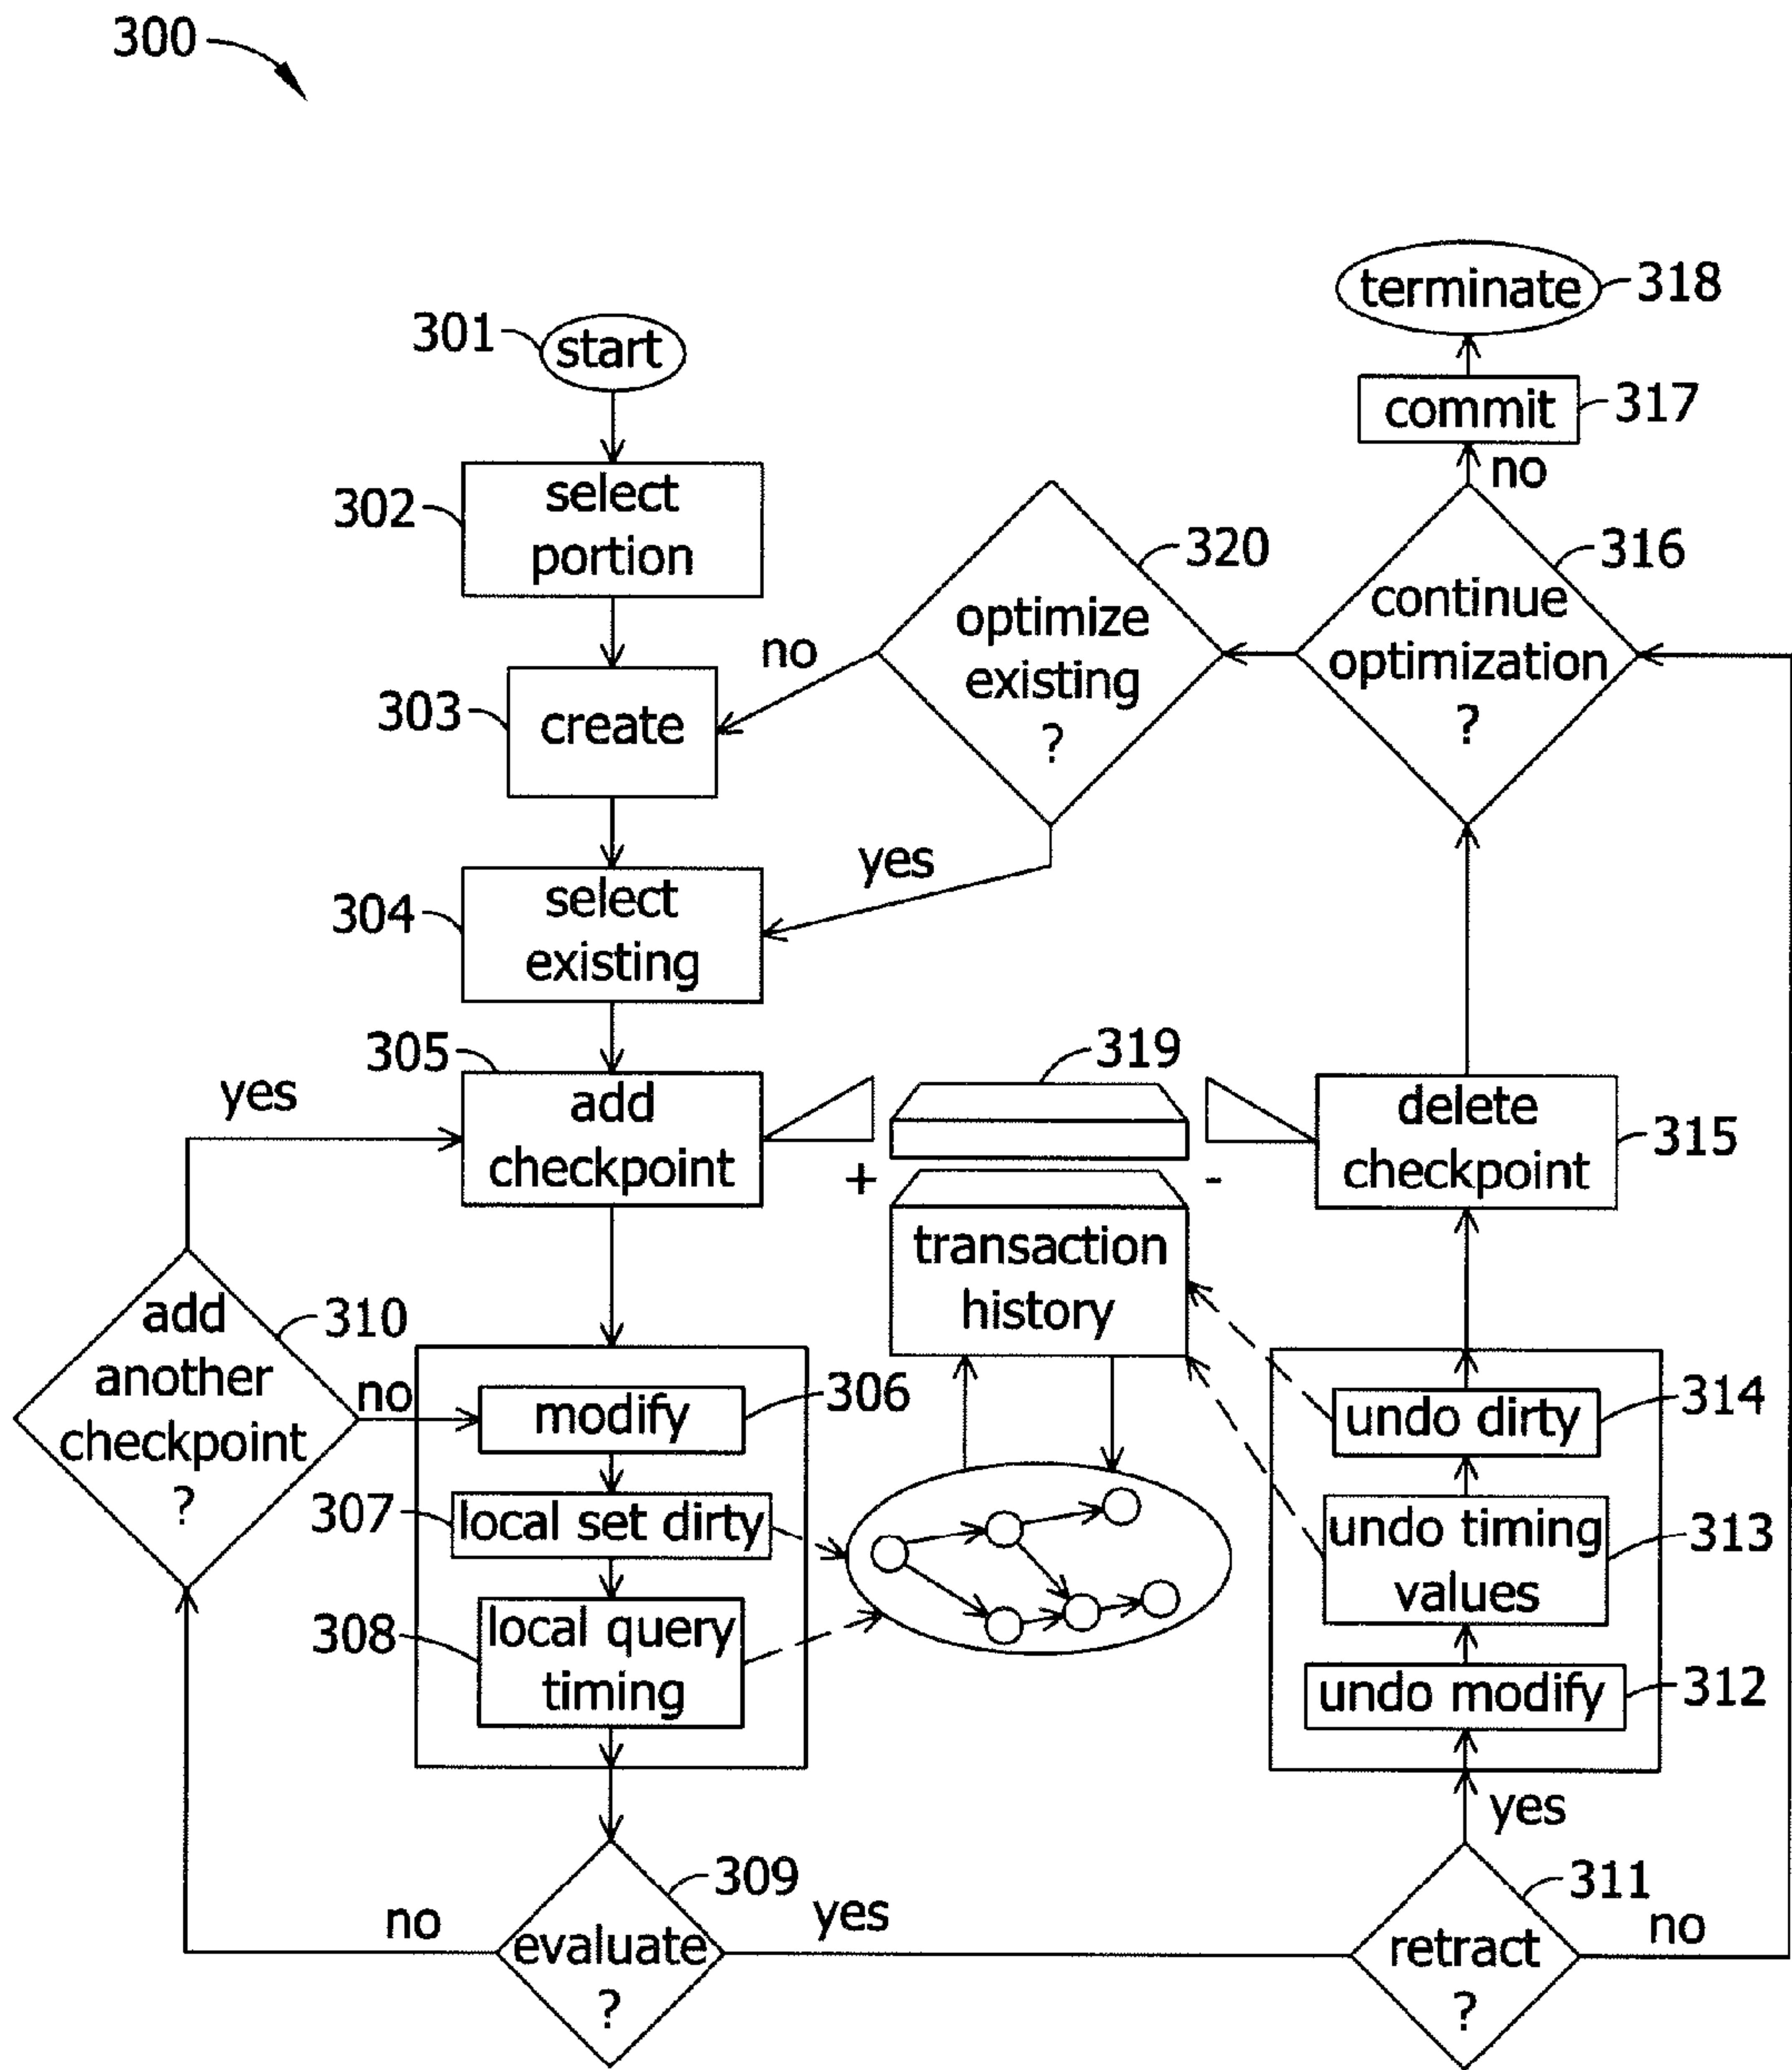 300
terminate
318
301
start
commit
317
no
select
portion
302
320
316
continue
optimization
?
optimize
existing
?
no
303
create
yes
304
select
existing
305
319
yes
add
checkpoint
delete
checkpoint
315
+
-
transaction
history
add
another
checkpoint
?
310
no
modify
306
undo dirty
314
307
local set dirty
undo timing
values
313
308
local query
timing
undo modify
312
yes
309
311
no
evaluate
?
yes
retract
?
no